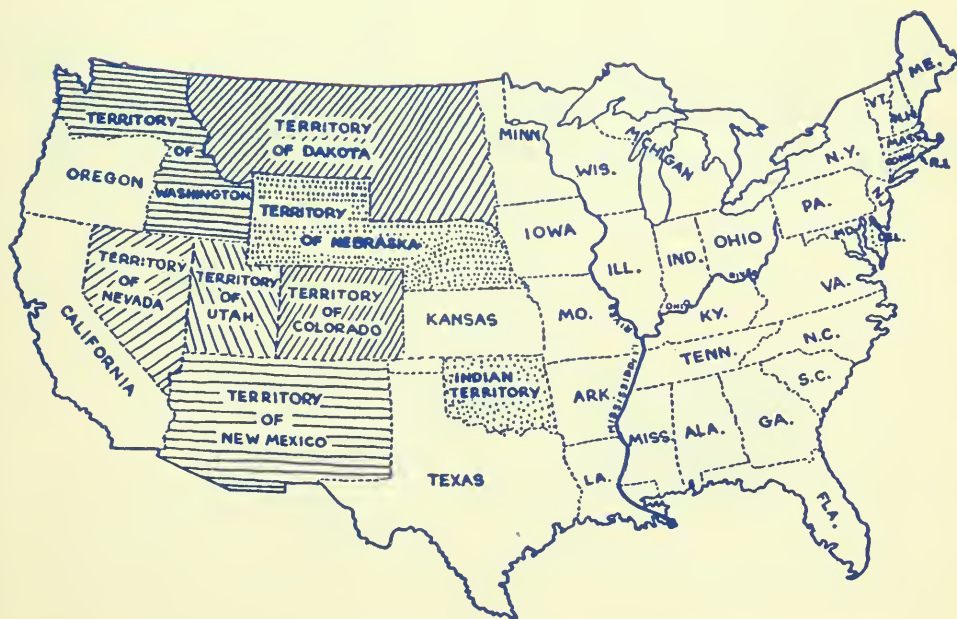 TERRITORY
OF
WASHINGTON
OREGON
TERRITORY
OF DAKOTA
TERRITORY
OF NEBRASKA
TERRITORY
OF
NEVADA
TERRITORY
OF
UTAH
TERRITORY
OF
COLORADO
CALIFORNIA
TERRITORY
OF
NEW MEXICO
KANSAS
INDIAN
TERRITORY
TEXAS
MINN
WIS.
MICHIGAN
IOWA
ILL.
IND.
OHIO
MO.
ARK.
LA.
MISSISSIPPI
RIVER
OHIO
RIVER
KY.
TENN.
MISS.
ALA.
GA.
FLA.
S.C.
N.C.
VA.
MD.
DEL.
PA.
N.Y.
VT.
N.H.
ME.
MASS
CONN
R.I.